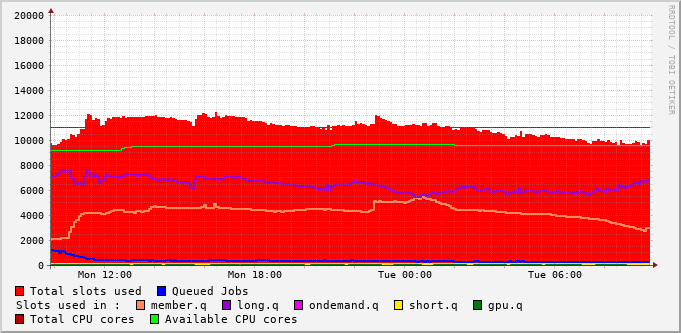 20000
18000
16000
14000
12000
10000
8000
6000
4000
2000
0
Mon 12:00 Mon 18:00 Tue 00:00 Tue 06:00
Total slots used Queued Jobs
Slots used in : member.q long.q ondemand.q short.q gpu.q
Total CPU cores Available CPU cores
RRDTOOL / TOBI OETIKER